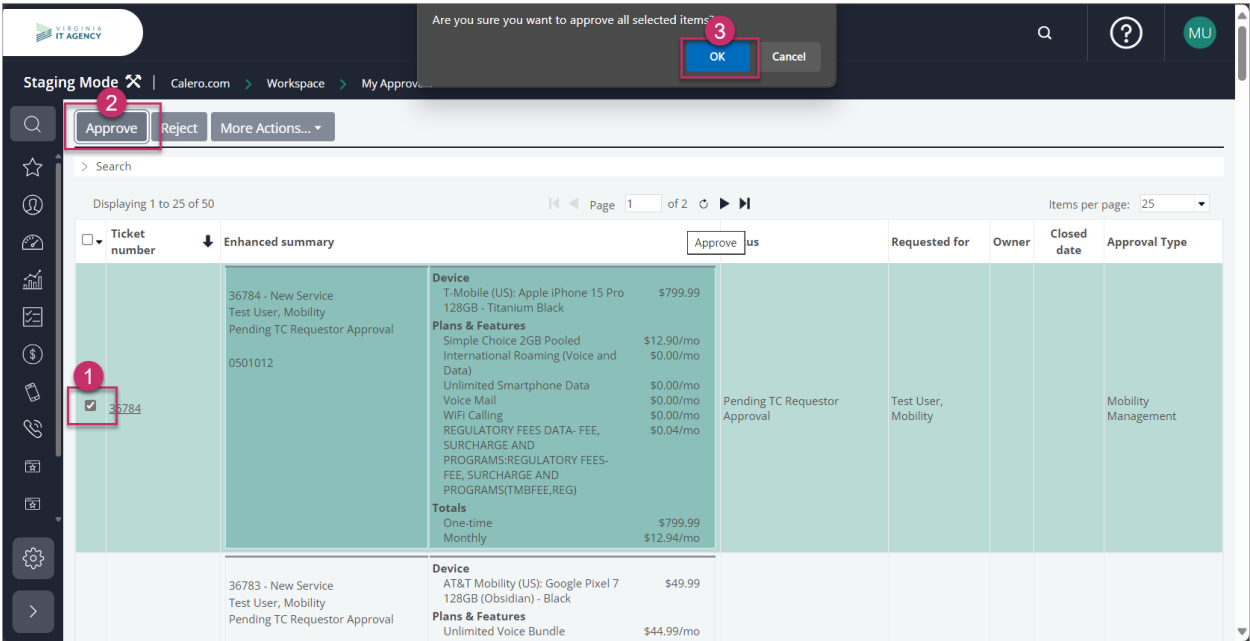 Are you sure you want to approve all selected items?
3
OK Cancel
VIRGINIA
IT AGENCY
MU
Staging Mode | Calero.com > Workspace > My Approva...
2
Approve Reject More Actions...
> Search
Displaying 1 to 25 of 50 Page 1 of 2 Items per page: 25
Ticket number Enhanced summary Approve us Requested for Owner Closed date Approval Type
36784 - New Service
Test User, Mobility
Pending TC Requestor Approval
0501012
Device
T-Mobile (US): Apple iPhone 15 Pro $799.99
128GB - Titanium Black
Plans & Features
Simple Choice 2GB Pooled $12.90/mo
International Roaming (Voice and $0.00/mo
Data)
Unlimited Smartphone Data $0.00/mo
Voice Mail $0.00/mo
WiFi Calling $0.00/mo
REGULATORY FEES DATA- FEE, $0.04/mo
SURCHARGE AND
PROGRAMS:REGULATORY FEES-
FEE, SURCHARGE AND
PROGRAMS(TMBFEE,REG)
Totals
One-time $799.99
Monthly $12.94/mo
1
36784
Pending TC Requestor
Approval
Test User,
Mobility
Mobility
Management
36783 - New Service
Test User, Mobility
Pending TC Requestor Approval
Device
AT&T Mobility (US): Google Pixel 7 $49.99
128GB (Obsidian) - Black
Plans & Features
Unlimited Voice Bundle $44.99/mo